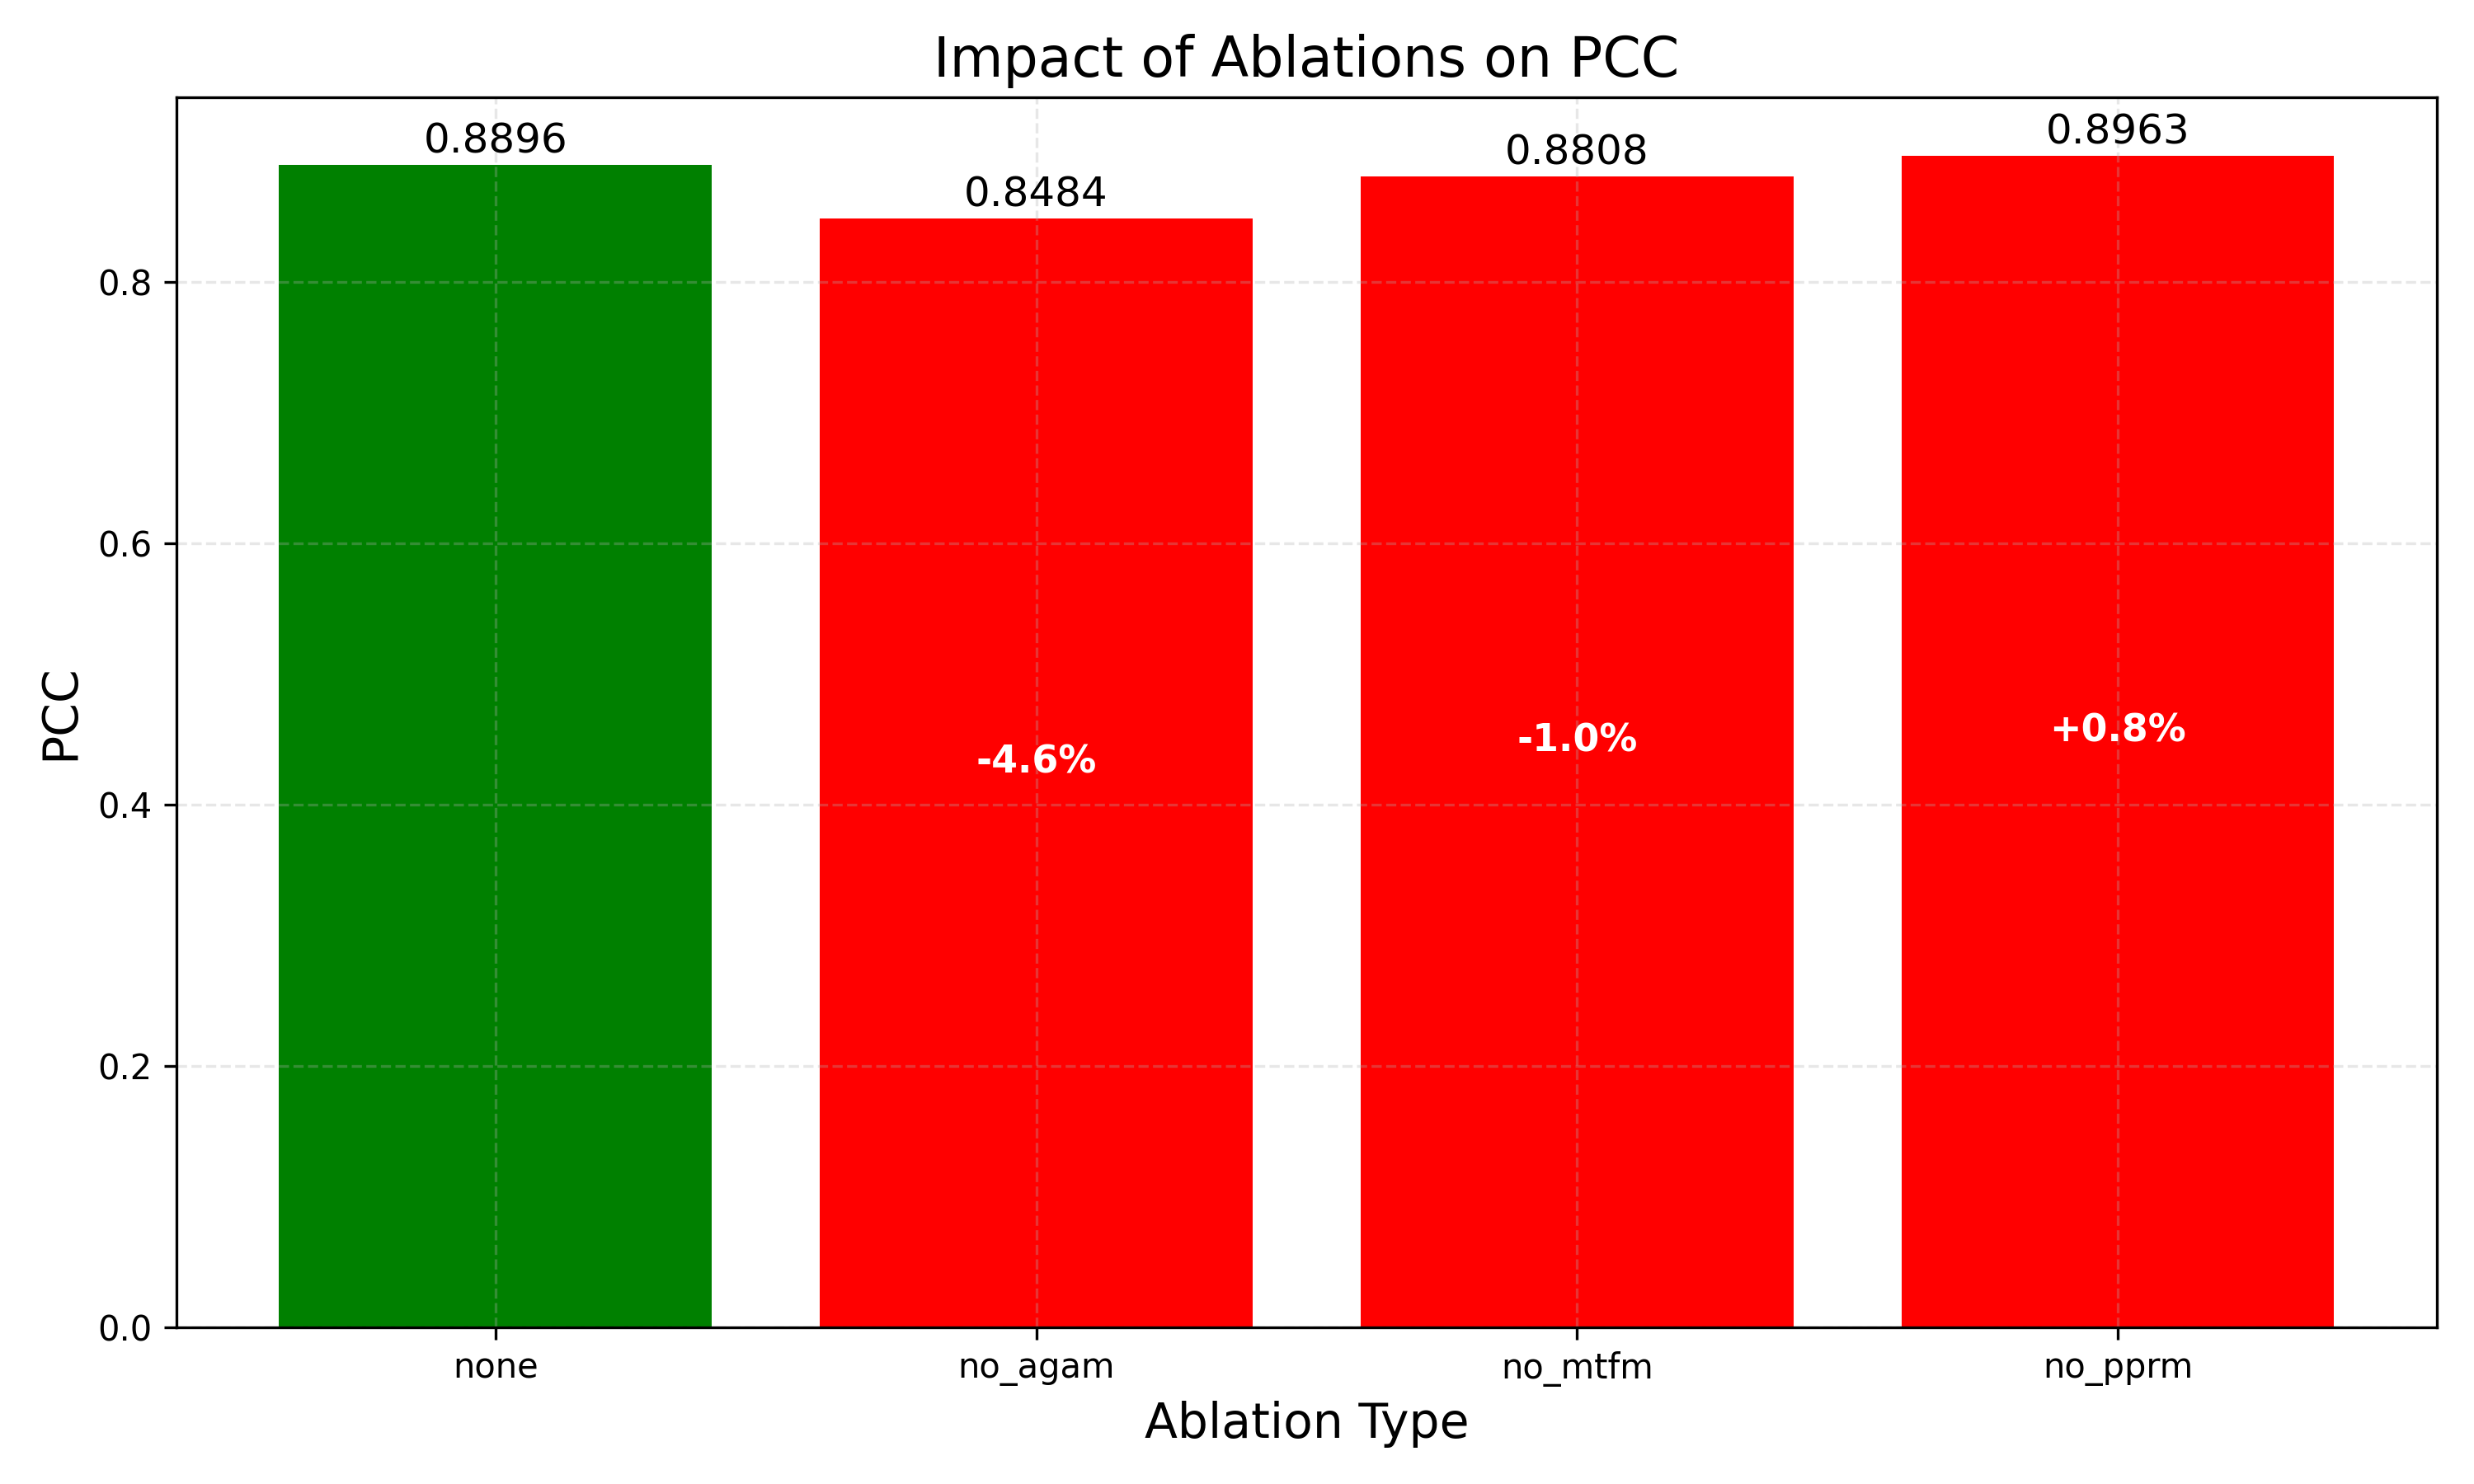 Impact of Ablations on PCC
0.8896
0.8484
0.8808
0.8963
0.8
0.6
0.4
0.2
0.0
PCC
-4.6%
-1.0%
+0.8%
none
no_agam
no_mtfm
no_pprm
Ablation Type